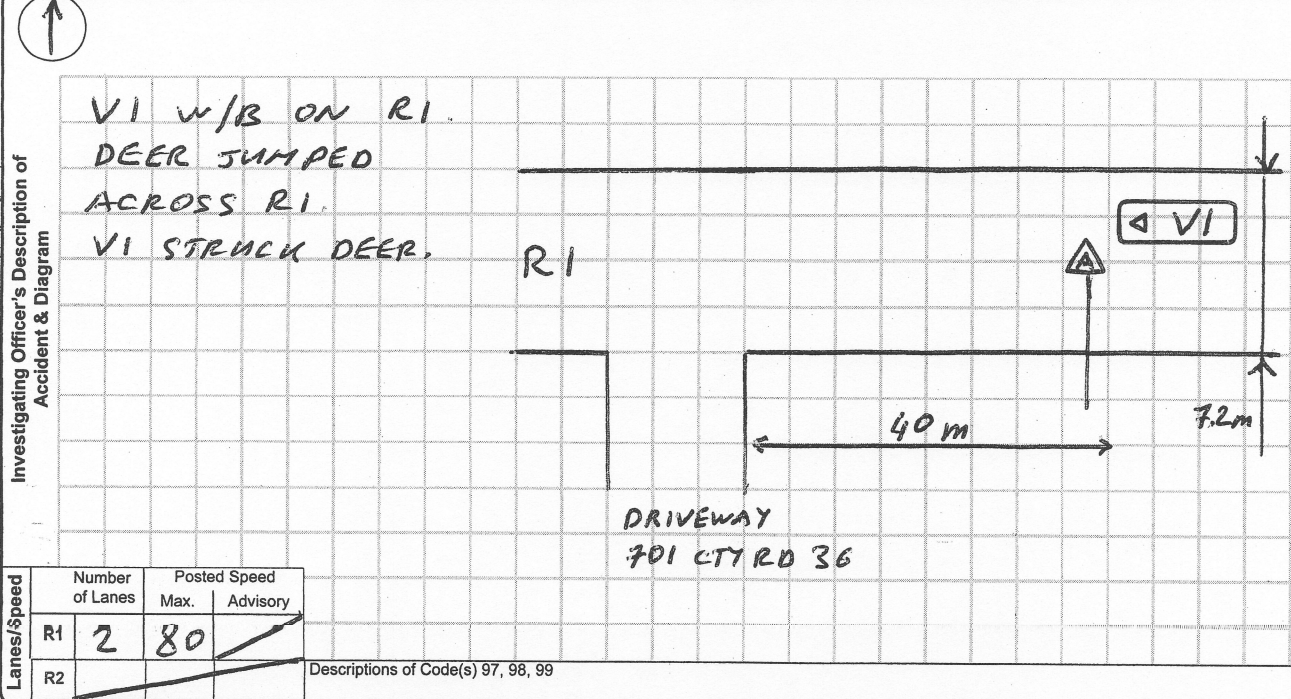 Investigating Officer's Description of
Accident & Diagram
V1 W/B ON R1.
DEER JUMPED
ACROSS R1.
V1 STRUCK DEER.
R1
V1
A
7.2m
40 m
DRIVEWAY
701 CTY RD 36
Lanes/Speed
Number of Lanes
Posted Speed
Max. Advisory
R1 2 80
R2
Descriptions of Code(s) 97, 98, 99